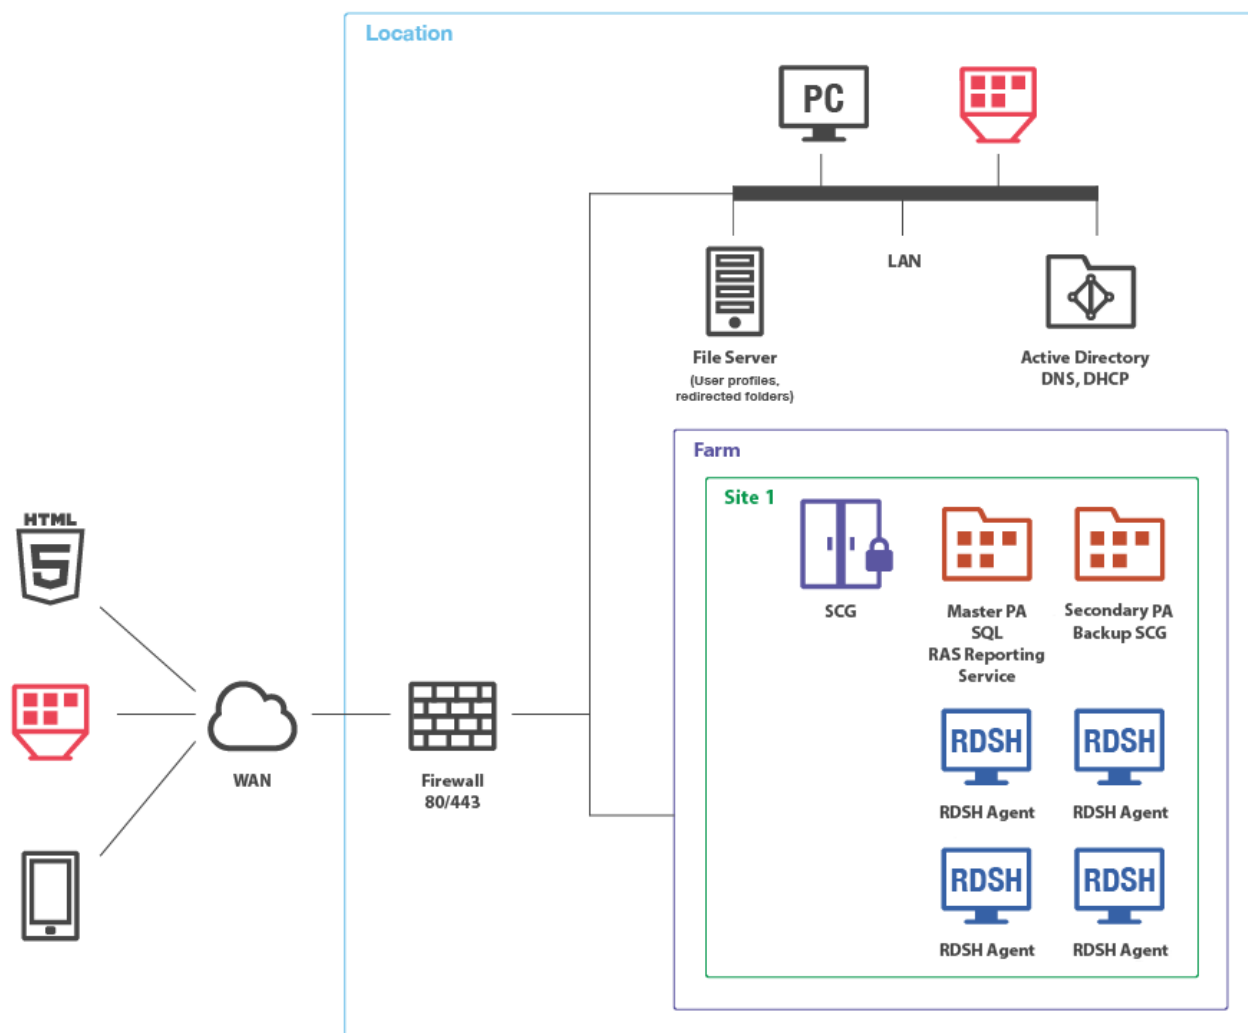 Location
PC
LAN
File Server
(User profiles,
redirected folders)
Active Directory
DNS, DHCP
Farm
Site 1
SCG
Master PA
SQL
RAS Reporting
Service
Secondary PA
Backup SCG
RDSH
RDSH Agent
RDSH
RDSH Agent
RDSH
RDSH Agent
RDSH
RDSH Agent
HTML
5
WAN
Firewall
80/443